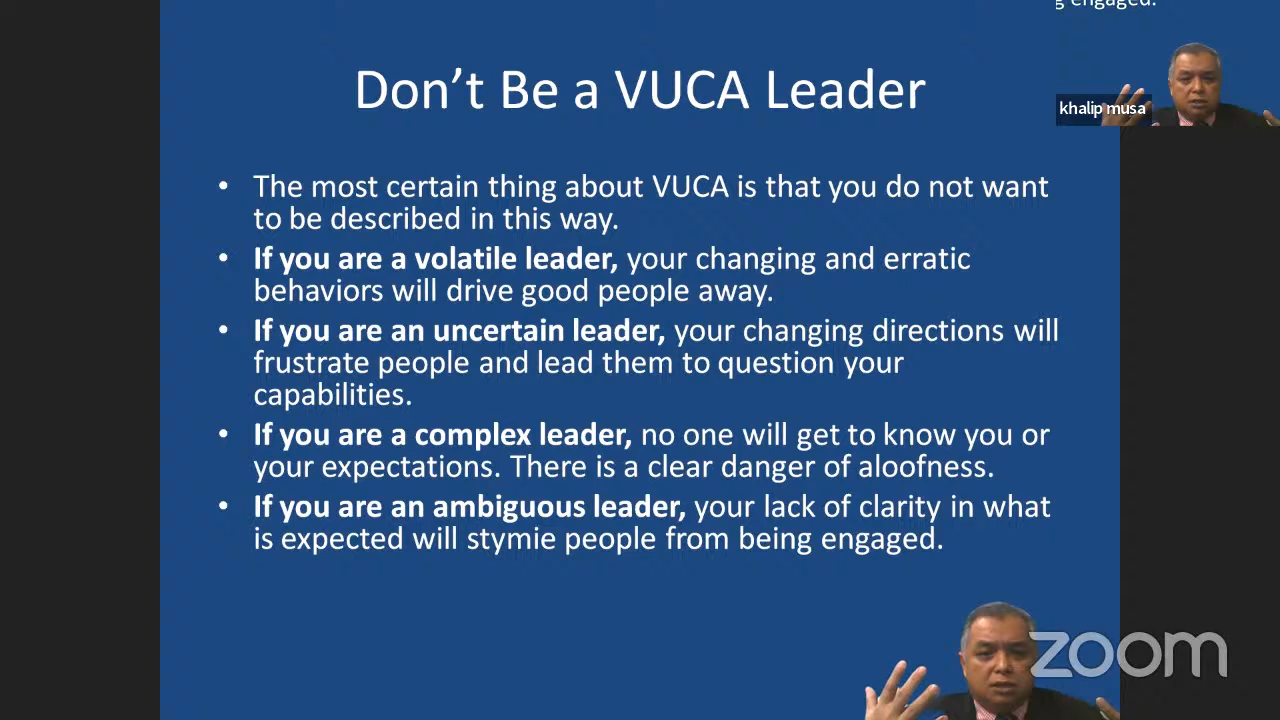 g engaged.
Don't Be a VUCA Leader
khalip musa
• The most certain thing about VUCA is that you do not want
to be described in this way.
• If you are a volatile leader, your changing and erratic
behaviors will drive good people away.
• If you are an uncertain leader, your changing directions will
frustrate people and lead them to question your
capabilities.
• If you are a complex leader, no one will get to know you or
your expectations. There is a clear danger of aloofness.
• If you are an ambiguous leader, your lack of clarity in what
is expected will stymie people from being engaged.
zoom